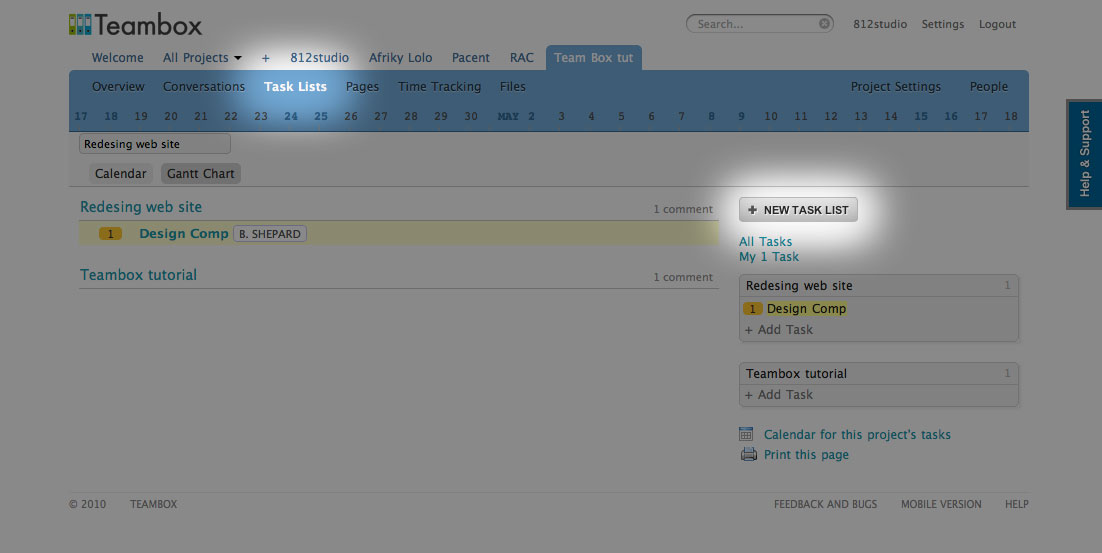 Teambox
Search... 812studio Settings Logout
Welcome All Projects + 812studio Afriky Lolo Pacent RAC Team Box tut
Overview Conversations Task Lists Pages Time Tracking Files Project Settings People
17 18 19 20 21 22 23 24 25 26 27 28 29 30 MAY 2 3 4 5 6 7 8 9 10 11 12 13 14 15 16 17 18
Help & Support
Redesing web site
Calendar Gantt Chart
Redesing web site 1 comment
1 Design Comp B. SHEPARD
Teambox tutorial 1 comment
+ NEW TASK LIST
All Tasks
My 1 Task
Redesing web site 1
1 Design Comp
+ Add Task
Teambox tutorial 1
+ Add Task
Calendar for this project's tasks
Print this page
© 2010 TEAMBOX FEEDBACK AND BUGS MOBILE VERSION HELP